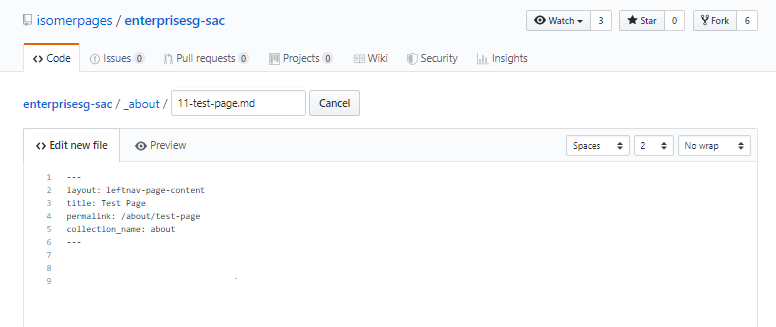 isomerpages / enterprisesg-sac
Watch 3 Star 0 Fork 6
Code Issues 0 Pull requests 0 Projects 0 Wiki Security Insights
enterprisesg-sac / _about / 11-test-page.md Cancel
Edit new file Preview Spaces 2 No wrap
1 ---
2 layout: leftnav-page-content
3 title: Test Page
4 permalink: /about/test-page
5 collection_name: about
6 ---
7
8
9